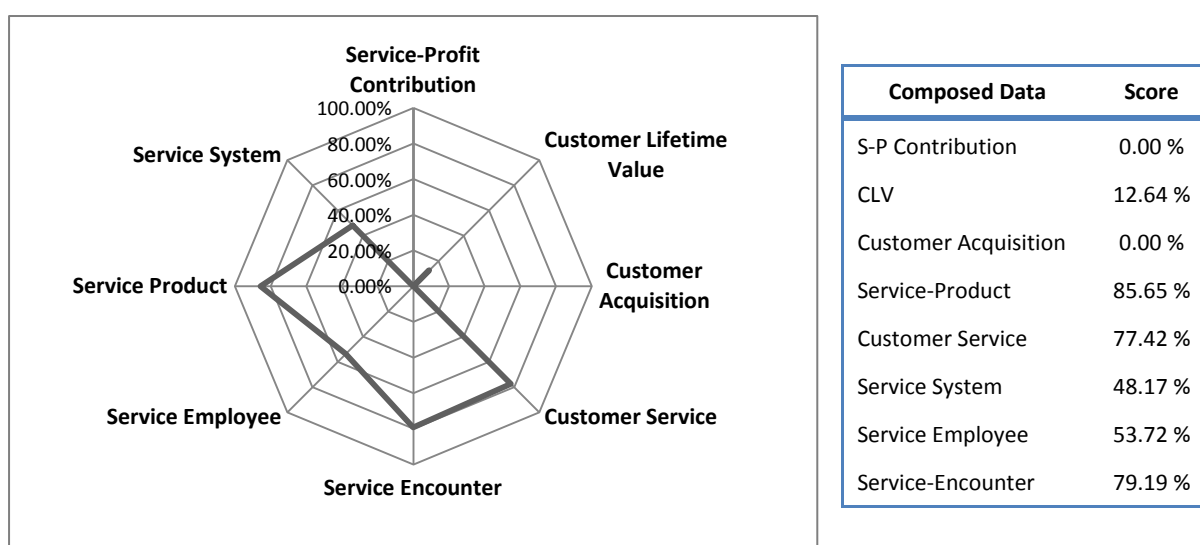 Service-Profit
Contribution
100.00%
80.00%
60.00%
40.00%
20.00%
0.00%
Customer Lifetime
Value
Customer
Acquisition
Customer Service
Service Encounter
Service Employee
Service Product
Service System
Composed Data Score
S-P Contribution 0.00 %
CLV 12.64 %
Customer Acquisition 0.00 %
Service-Product 85.65 %
Customer Service 77.42 %
Service System 48.17 %
Service Employee 53.72 %
Service-Encounter 79.19 %